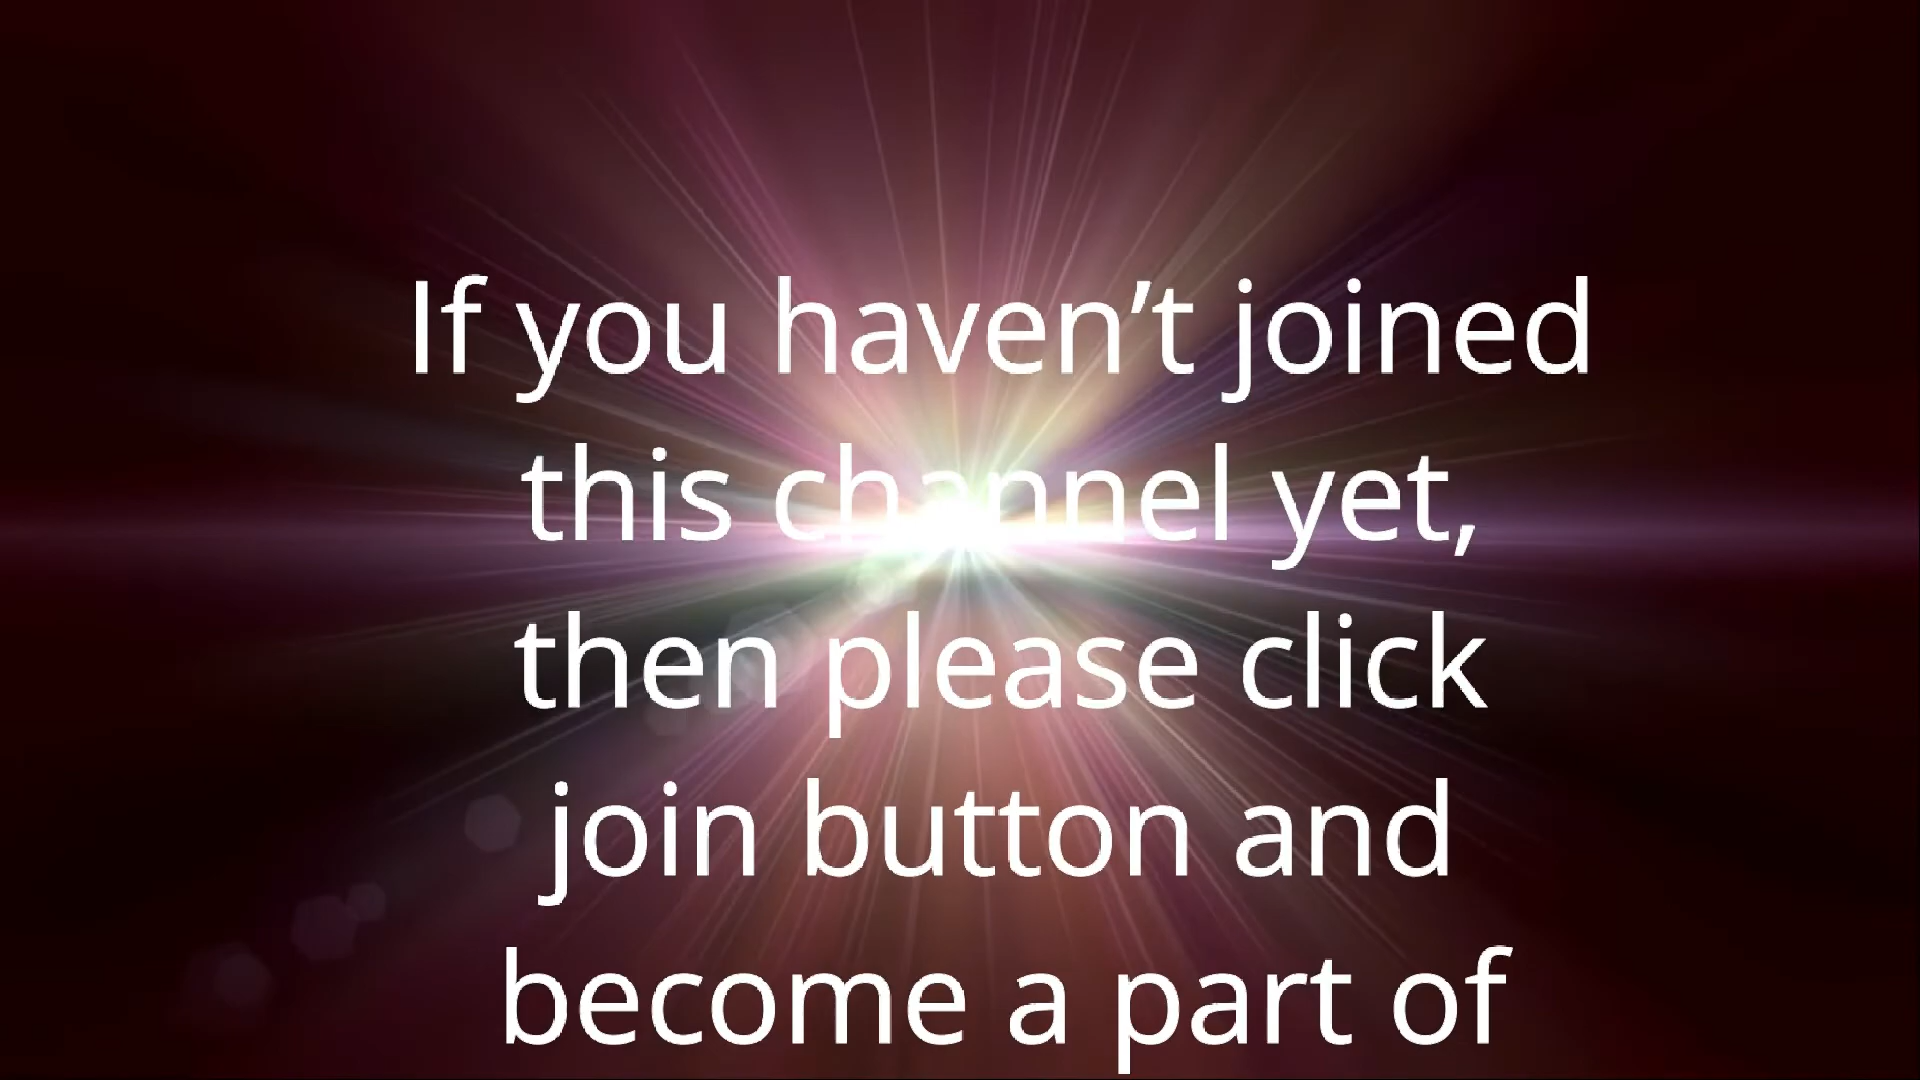 If you haven’t joined
this channel yet,
then please click
join button and
become a part of